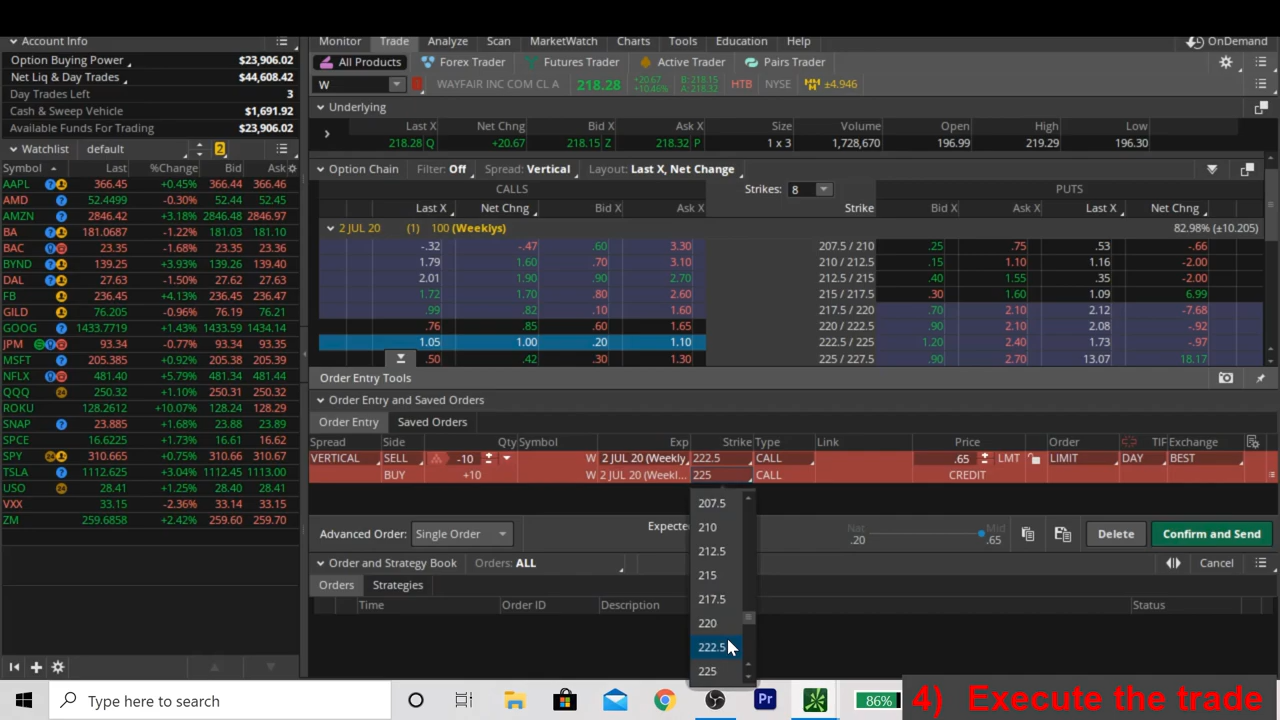 Account Info
Option Buying Power $23,906.02
Net Liq & Day Trades $44,608.42
Day Trades Left 3
Cash & Sweep Vehicle $1,691.92
Available Funds For Trading $23,906.02
Watchlist default 2
Symbol Last %Change Bid Ask
AAPL 366.45 +0.45% 366.44 366.46
AMD 52.4499 -0.30% 52.44 52.45
AMZN 2846.42 +3.18% 2846.48 2846.97
BA 181.0687 -1.22% 181.03 181.10
BAC 23.35 -1.68% 23.35 23.36
BYND 139.25 +3.93% 139.26 139.40
DAL 27.63 -1.50% 27.62 27.63
FB 236.45 +4.13% 236.45 236.47
GILD 76.205 -0.96% 76.19 76.21
GOOG 1433.7719 +1.43% 1433.59 1434.14
JPM 93.34 -0.77% 93.34 93.35
MSFT 205.385 +0.92% 205.38 205.39
NFLX 481.40 +5.79% 481.34 481.44
QQQ 250.32 +1.10% 250.31 250.32
ROKU 128.2612 +10.07% 128.24 128.29
SNAP 23.885 +1.68% 23.88 23.89
SPCE 16.6225 +1.73% 16.61 16.62
SPY 310.665 +0.75% 310.66 310.67
TSLA 1112.625 +3.04% 1112.45 1113.00
USO 28.41 +1.25% 28.40 28.41
VXX 33.15 -2.36% 33.14 33.15
ZM 259.6858 +2.42% 259.60 259.70
Monitor Trade Analyze Scan MarketWatch Charts Tools Education Help OnDemand
All Products Forex Trader Futures Trader Active Trader Pairs Trader
W WAYFAIR INC COM CL A 218.28 +20.67 +10.46% B: 218.15 A: 218.32 HTB NYSE ±4.946
Underlying
Last X Net Chng Bid X Ask X Size Volume Open High Low
218.28 Q +20.67 218.15 Z 218.32 P 1 x 3 1,728,670 196.99 219.29 196.30
Option Chain Filter: Off Spread: Vertical Layout: Last X, Net Change
CALLS Strikes: 8 PUTS
Last X Net Chng Bid X Ask X Strike Bid X Ask X Last X Net Chng
2 JUL 20 (1) 100 (Weeklys) 82.98% (±10.205)
-.32 -.47 .60 3.30 207.5 / 210 .25 .75 .53 -.66
1.79 1.60 .70 3.10 210 / 212.5 .15 1.10 1.16 -2.00
2.01 1.90 .90 2.70 212.5 / 215 .40 1.55 .35 -2.00
1.72 1.70 .80 2.60 215 / 217.5 .30 1.60 1.09 6.99
.99 .82 .10 1.60 217.5 / 220 .70 2.10 2.12 -7.68
.76 .85 .60 1.65 220 / 222.5 .90 2.10 2.08 -.92
1.05 1.00 .20 1.10 222.5 / 225 1.20 2.40 1.73 -.97
.50 .42 .30 1.30 225 / 227.5 .90 2.70 13.07 18.17
Order Entry Tools
Order Entry and Saved Orders
Order Entry Saved Orders
Spread Side Qty Symbol Exp Strike Type Link Price Order TIF Exchange
VERTICAL SELL -10 W 2 JUL 20 (Weekly 222.5 CALL .65 LMT LIMIT DAY BEST
BUY +10 W 2 JUL 20 (Weekl... 225 CALL CREDIT
207.5
210
212.5
215
217.5
220
222.5
225
Advanced Order: Single Order Expecte Nat .20 Mid .65 Delete Confirm and Send
Order and Strategy Book Orders: ALL Cancel
Orders Strategies
Time Order ID Description Status
Type here to search Pr 86%
4) Execute the trade